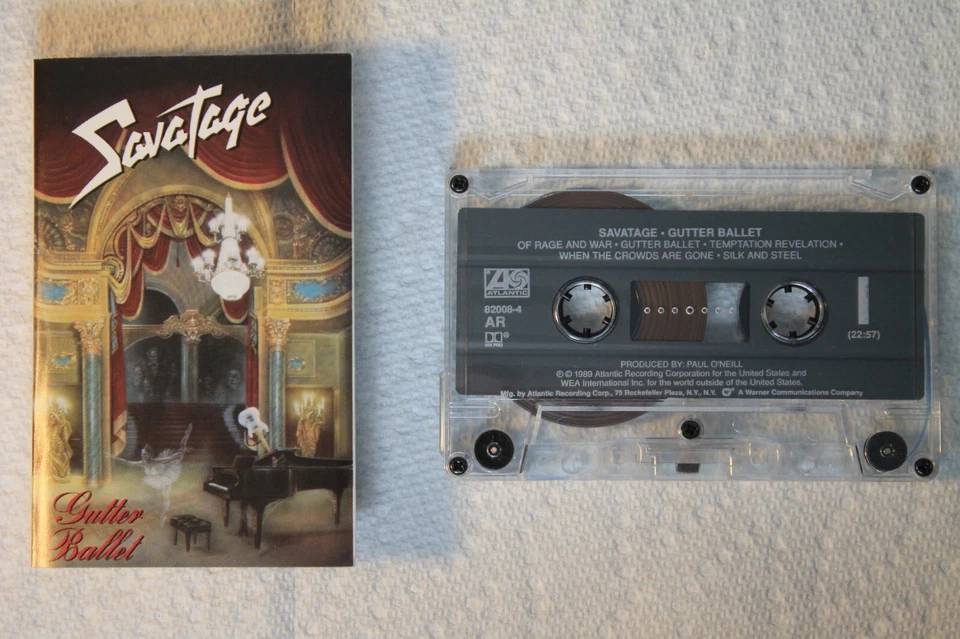 Savatage
Gutter
Ballet
SAVATAGE • GUTTER BALLET
OF RAGE AND WAR • GUTTER BALLET • TEMPTATION REVELATION •
WHEN THE CROWDS ARE GONE • SILK AND STEEL
ATLANTIC
82008-4
AR
(22:57)
PRODUCED BY: PAUL O'NEILL
℗ © 1989 Atlantic Recording Corporation for the United States and
WEA International Inc. for the world outside of the United States.
Mfg. by Atlantic Recording Corp., 75 Rockefeller Plaza, N.Y., N.Y. A Warner Communications Company